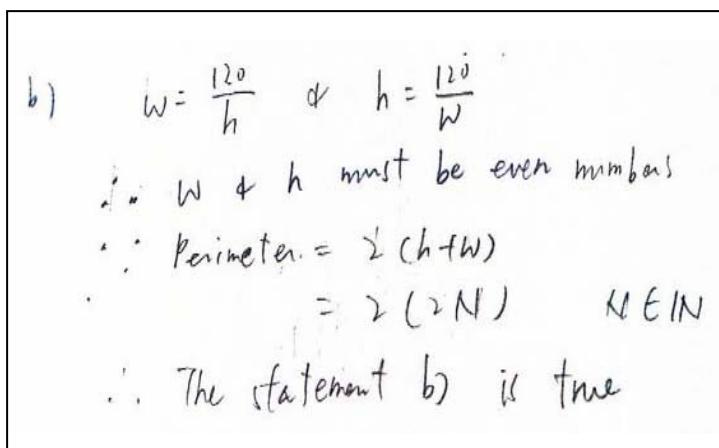 b) w = 120/h & h = 120/w
∴ w & h must be even numbers
∵ Perimeter = 2(h+w)
= 2(2N) N∈ℕ
∴ The statement b) is true